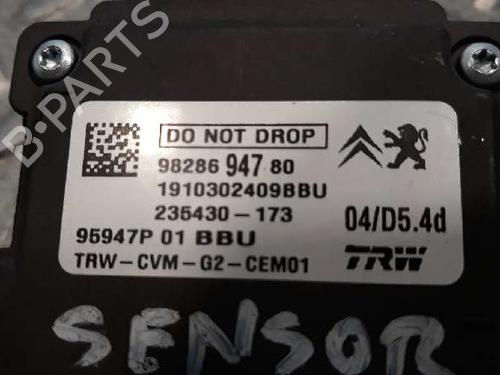 B-PARTS
DO NOT DROP
98286 947 80
1910302409BBU
235430-173
04/D5.4d
95947P 01 BBU
TRW-CVM-G2-CEM01
TRW
SENSOR